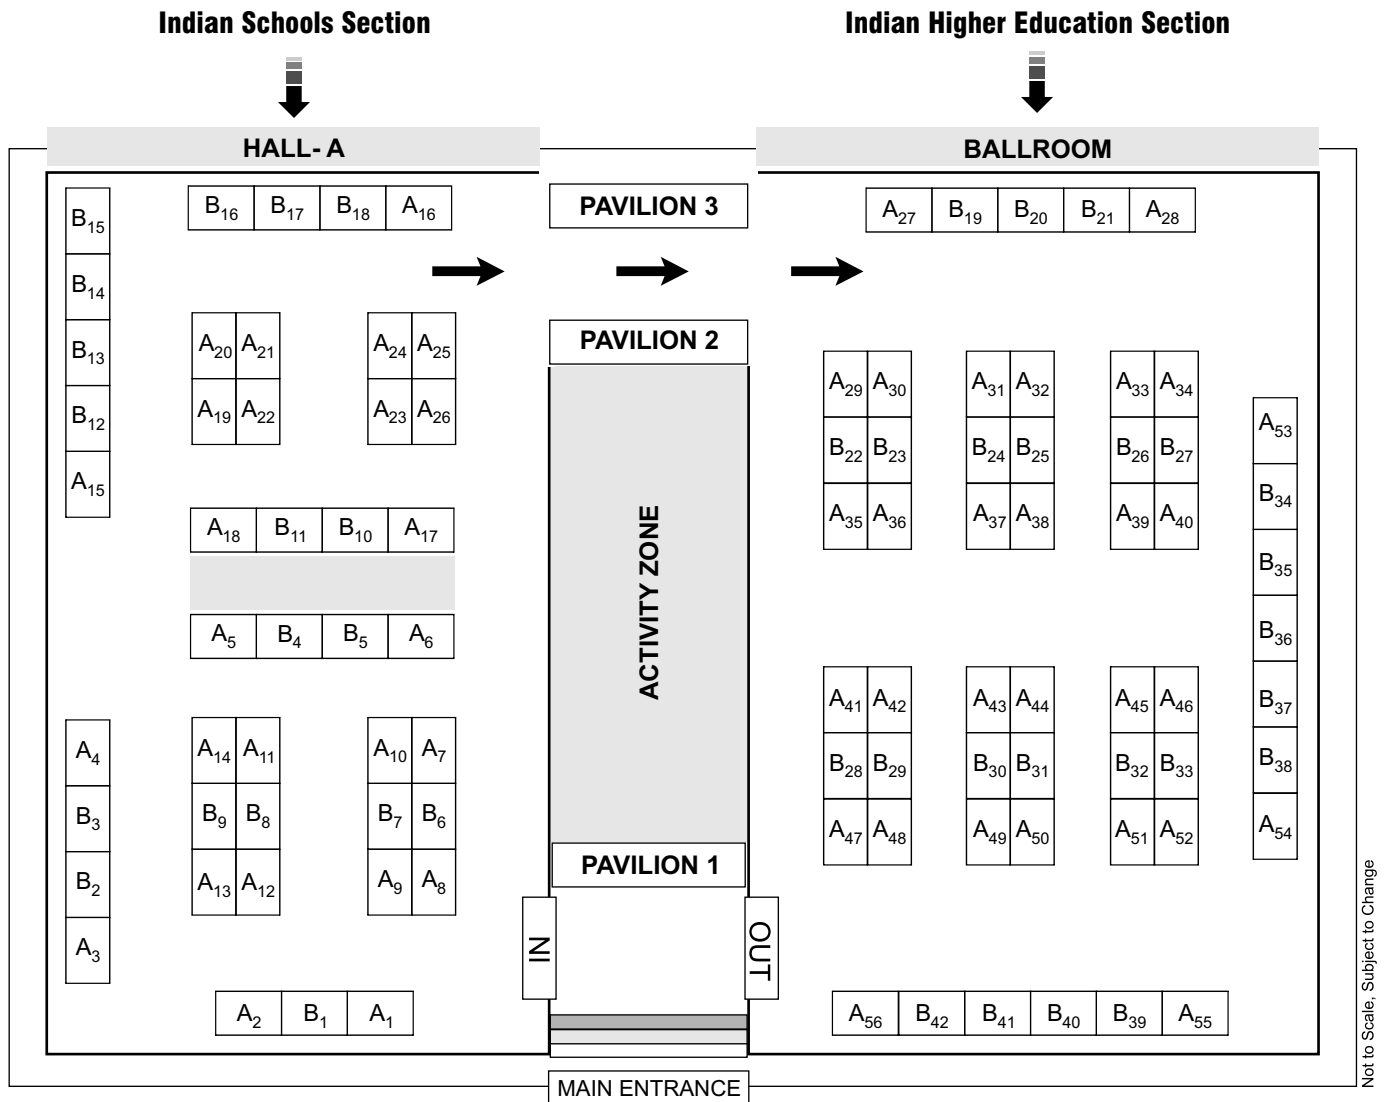 Indian Schools Section
Indian Higher Education Section
HALL- A
BALLROOM
B16 B17 B18 A16
PAVILION 3
A27 B19 B20 B21 A28
B15
B14
B13
B12
A15
A20 A21
A19 A22
A24 A25
A23 A26
PAVILION 2
A29 A30
B22 B23
A35 A36
A31 A32
B24 B25
A37 A38
A33 A34
B26 B27
A39 A40
A53
B34
B35
B36
B37
B38
A54
A18 B11 B10 A17
A5 B4 B5 A6
ACTIVITY ZONE
A4
B3
B2
A3
A14 A11
B9 B8
A13 A12
A10 A7
B7 B6
A9 A8
A41 A42
B28 B29
A47 A48
A43 A44
B30 B31
A49 A50
A45 A46
B32 B33
A51 A52
PAVILION 1
IN
OUT
A2 B1 A1
A56 B42 B41 B40 B39 A55
MAIN ENTRANCE
Not to Scale, Subject to Change